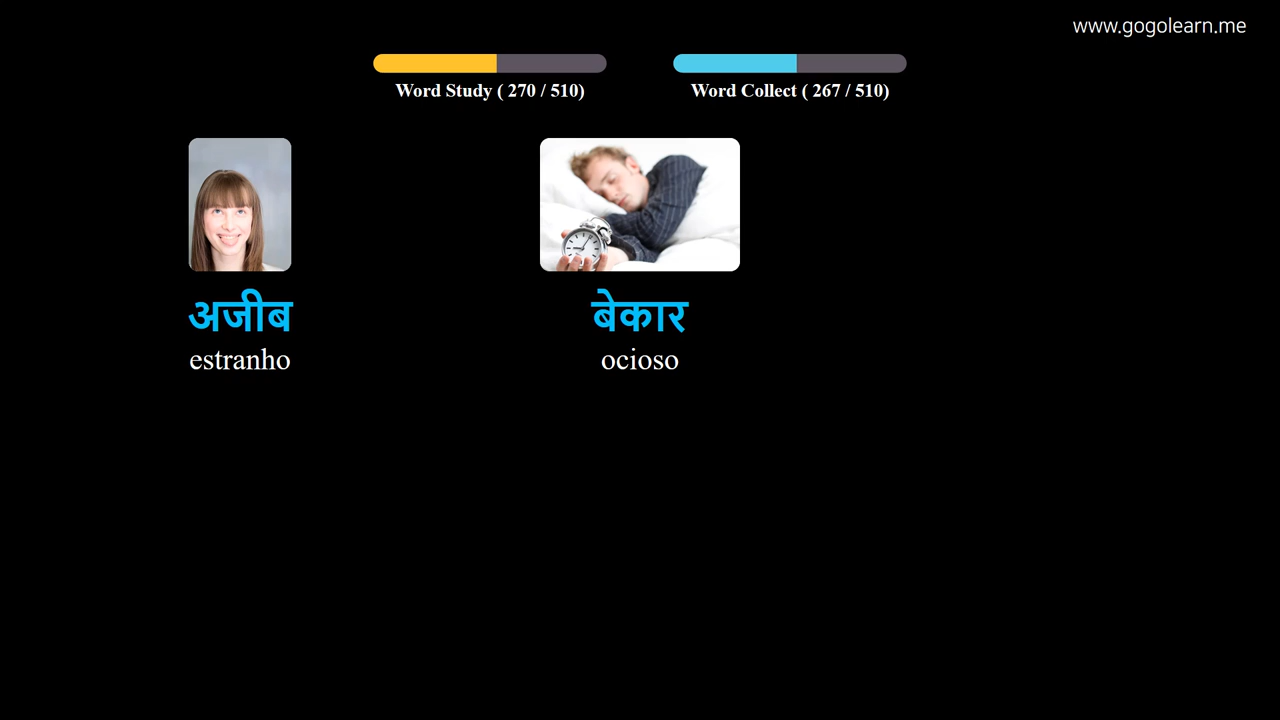 www.gogolearn.me
Word Study ( 270 / 510)
Word Collect ( 267 / 510)
अजीब
estranho
बेकार
ocioso